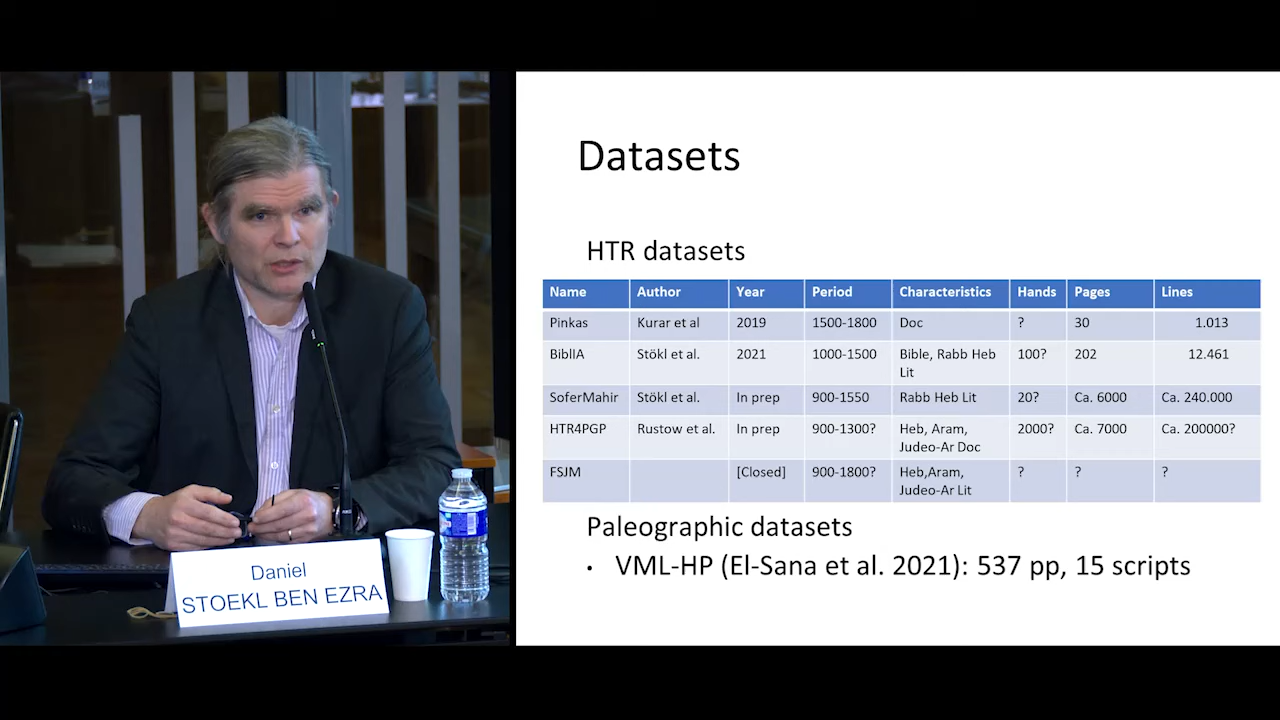 Datasets
HTR datasets
Name Author Year Period Characteristics Hands Pages Lines
Pinkas Kurar et al 2019 1500-1800 Doc ? 30 1.013
BiblIA Stökl et al. 2021 1000-1500 Bible, Rabb Heb Lit 100? 202 12.461
SoferMahir Stökl et al. In prep 900-1550 Rabb Heb Lit 20? Ca. 6000 Ca. 240.000
HTR4PGP Rustow et al. In prep 900-1300? Heb, Aram, Judeo-Ar Doc 2000? Ca. 7000 Ca. 200000?
FSJM [Closed] 900-1800? Heb,Aram, Judeo-Ar Lit ? ? ?
Paleographic datasets
• VML-HP (El-Sana et al. 2021): 537 pp, 15 scripts
Daniel
STOEKL BEN EZRA